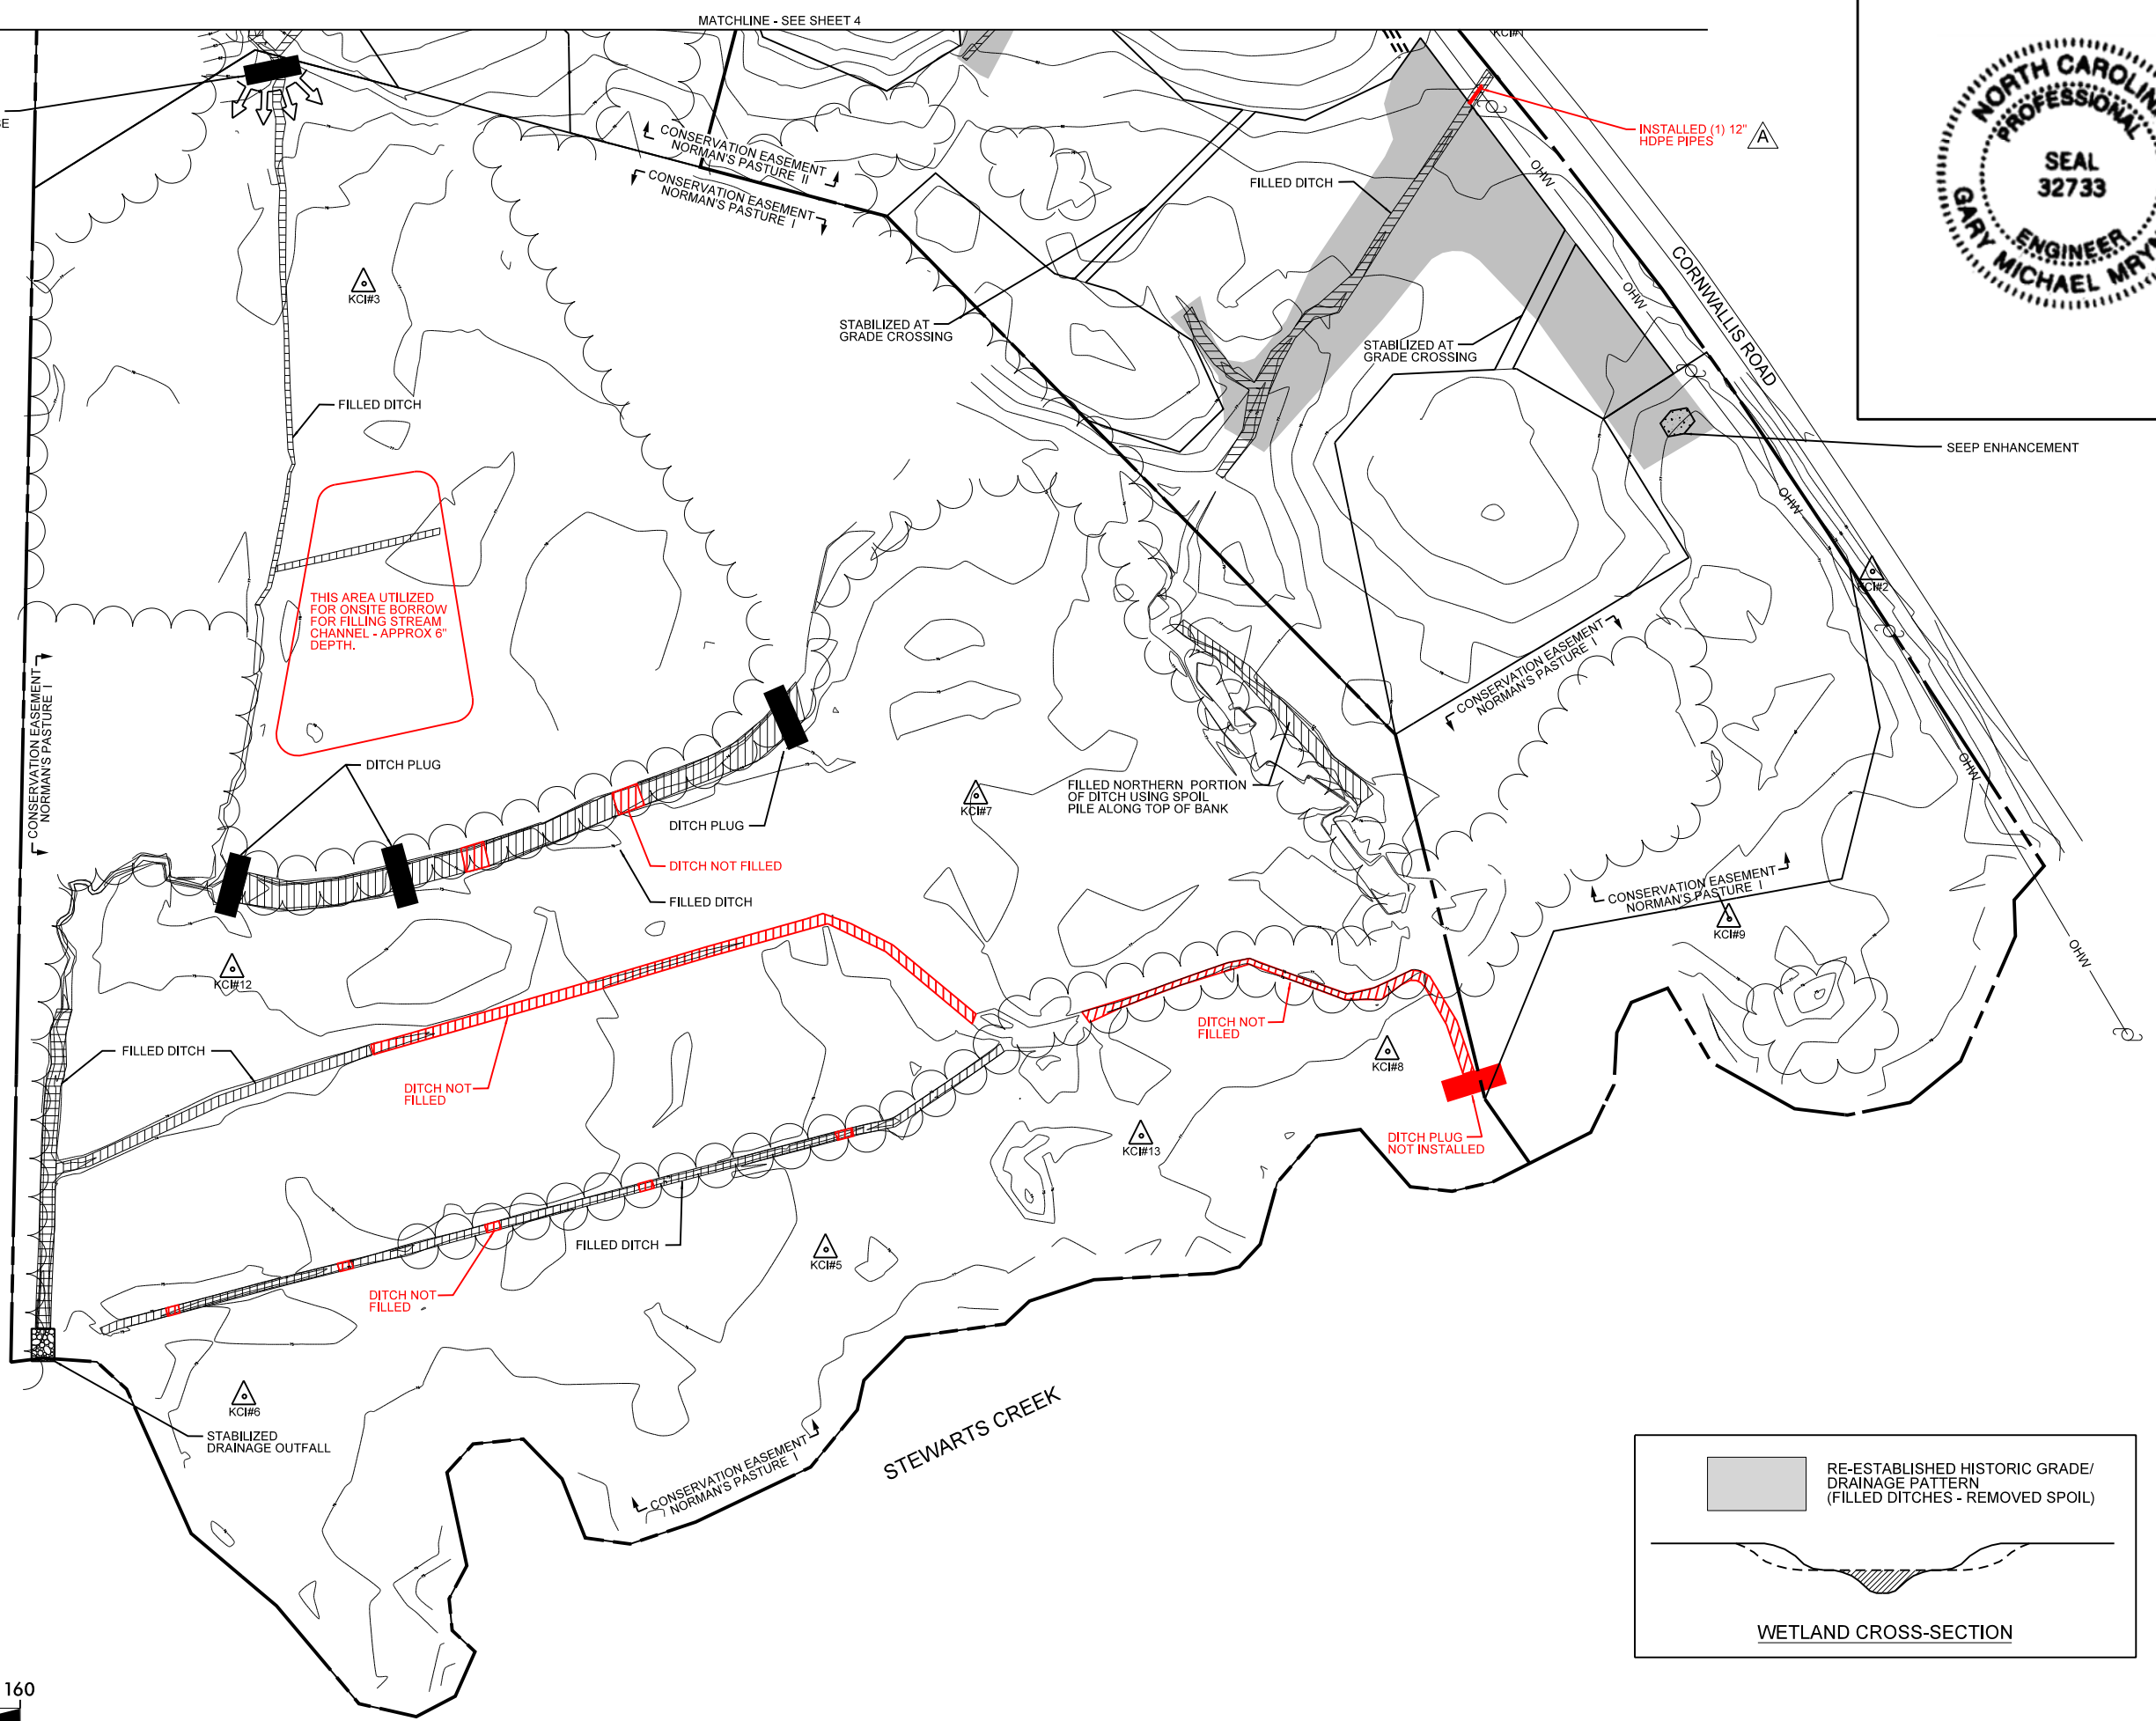 MATCHLINE - SEE SHEET 4
KCI#1
CONSERVATION EASEMENT
NORMAN'S PASTURE II
CONSERVATION EASEMENT
NORMAN'S PASTURE I
INSTALLED (1) 12"
HDPE PIPES
A
NORTH CAROLIN
PROFESSIONAL
SEAL
32733
ENGINEER
GARY MICHAEL MRYN
FILLED DITCH
OHW
CORNWALLIS ROAD
KCI#3
OHW
STABILIZED AT
GRADE CROSSING
STABILIZED AT
GRADE CROSSING
FILLED DITCH
SEEP ENHANCEMENT
OHW
KCI#2
THIS AREA UTILIZED
FOR ONSITE BORROW
FOR FILLING STREAM
CHANNEL - APPROX 6"
DEPTH.
CONSERVATION EASEMENT
NORMAN'S PASTURE I
CONSERVATION EASEMENT
NORMAN'S PASTURE I
DITCH PLUG
OHW
KCI#7
FILLED NORTHERN PORTION
OF DITCH USING SPOIL
PILE ALONG TOP OF BANK
DITCH PLUG
DITCH NOT FILLED
FILLED DITCH
CONSERVATION EASEMENT
NORMAN'S PASTURE I
KCI#9
OHW
KCI#12
DITCH NOT
FILLED
FILLED DITCH
KCI#8
DITCH NOT
FILLED
DITCH PLUG
NOT INSTALLED
KCI#13
FILLED DITCH
KCI#5
DITCH NOT
FILLED
KCI#6
STABILIZED
DRAINAGE OUTFALL
STEWARTS CREEK
CONSERVATION EASEMENT
NORMAN'S PASTURE I
RE-ESTABLISHED HISTORIC GRADE/
DRAINAGE PATTERN
(FILLED DITCHES - REMOVED SPOIL)
WETLAND CROSS-SECTION
160